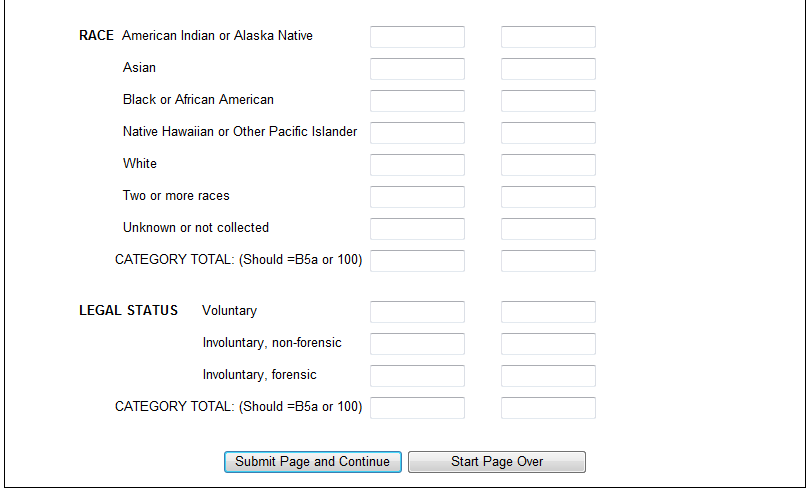 RACE American Indian or Alaska Native
Asian
Black or African American
Native Hawaiian or Other Pacific Islander
White
Two or more races
Unknown or not collected
CATEGORY TOTAL: (Should =B5a or 100)
LEGAL STATUS Voluntary
Involuntary, non-forensic
Involuntary, forensic
CATEGORY TOTAL: (Should =B5a or 100)
Submit Page and Continue Start Page Over